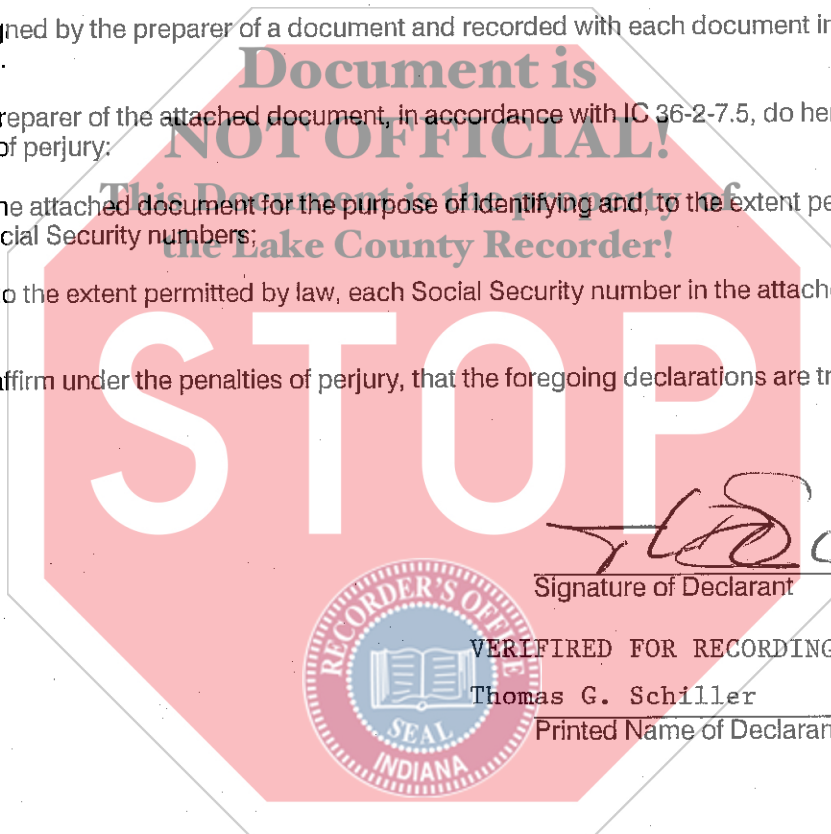 gned by the preparer of a document and recorded with each document in
.
Document is
reparer of the attached document, in accordance with IC 36-2-7.5, do her
NOT OFFICIAL!
of perjury:
This Document is the property of
he attached document for the purpose of identifying and, to the extent pe
cial Security numbers;
the Lake County Recorder!
o the extent permitted by law, each Social Security number in the attach
STOP
affirm under the penalties of perjury, that the foregoing declarations are tr
Signature of Declarant
RECORDER'S OFFICE
VERIFIRED FOR RECORDING
Thomas G. Schiller
SEAL
Printed Name of Declaran
INDIANA